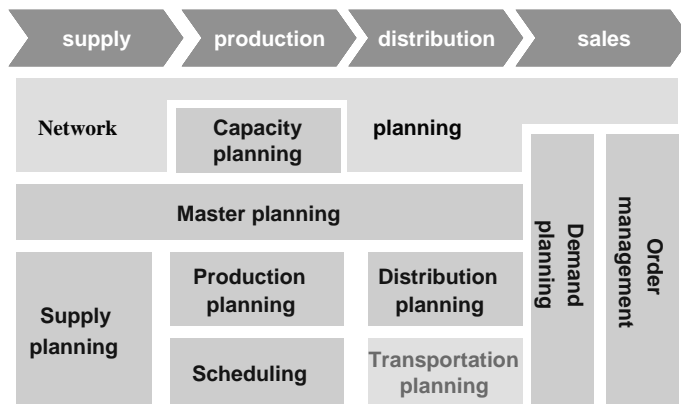 supply production distribution sales
Network
Capacity
planning
planning
Master planning
Supply
planning
Production
planning
Distribution
planning
Scheduling
Transportation
planning
Demand
planning
Order
management